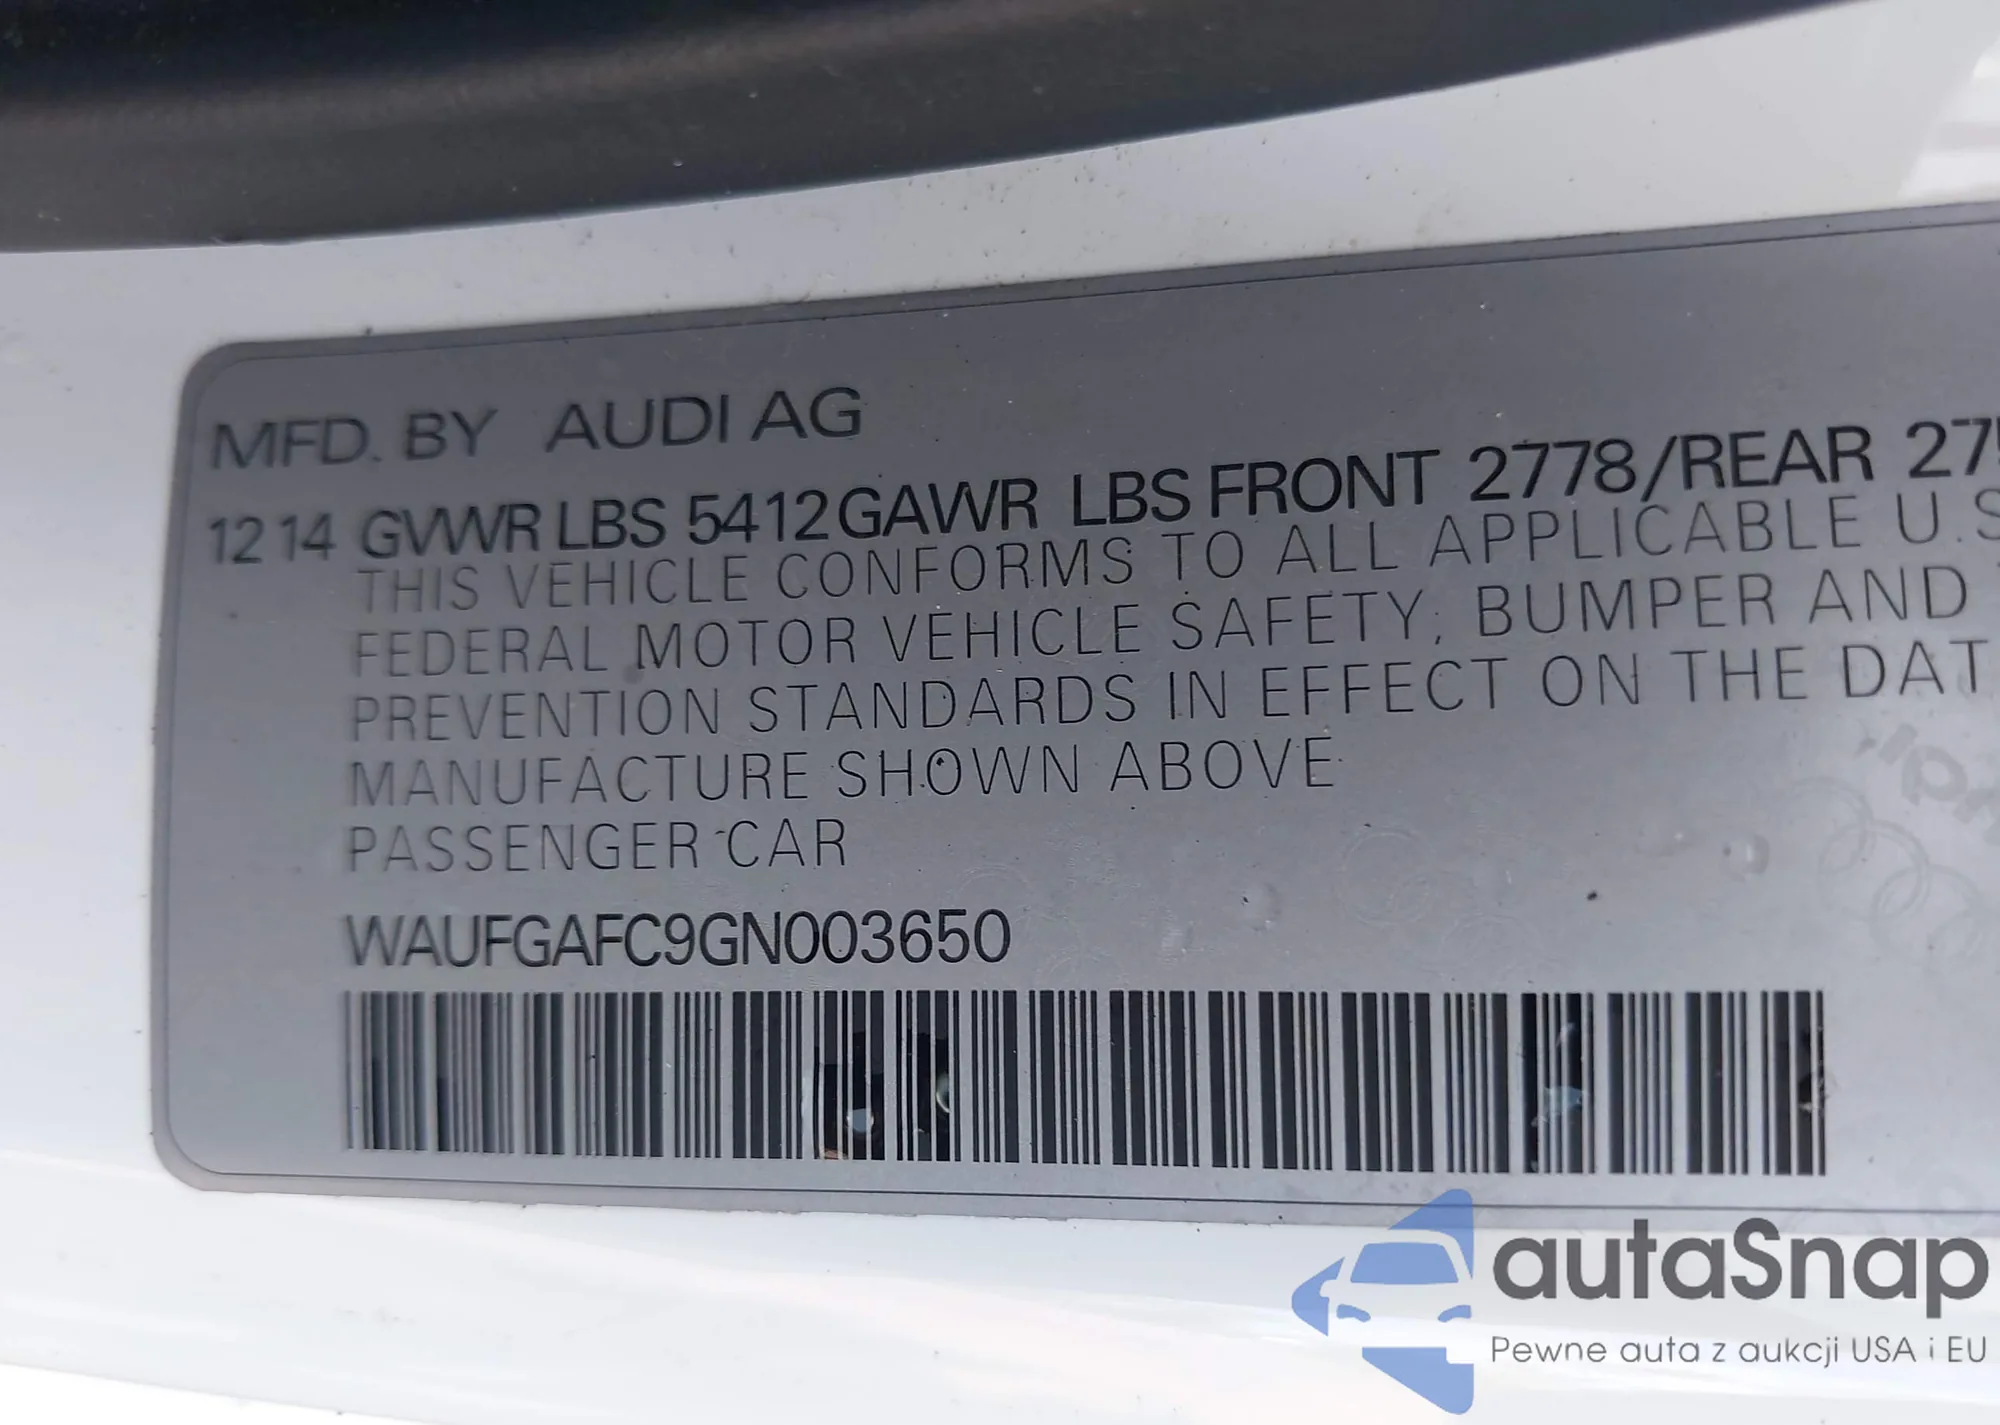 MFD. BY AUDI AG
12 14 GVWR LBS 5412 GAWR LBS FRONT 2778/REAR 27
THIS VEHICLE CONFORMS TO ALL APPLICABLE U.S
FEDERAL MOTOR VEHICLE SAFETY, BUMPER AND
PREVENTION STANDARDS IN EFFECT ON THE DAT
MANUFACTURE SHOWN ABOVE
PASSENGER CAR
WAUFGAFC9GN003650
autaSnap
Pewne auta z aukcji USA i EU